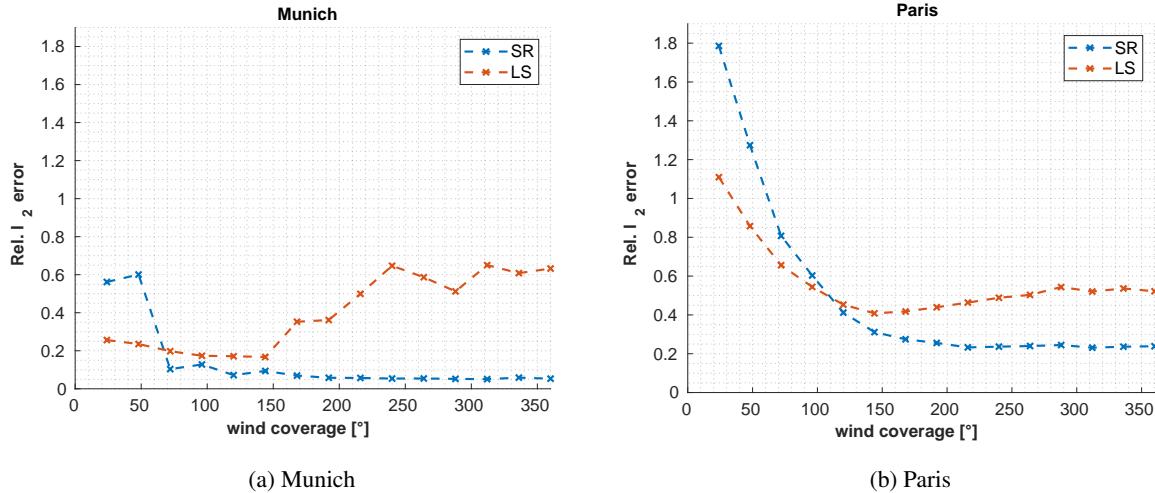 Munich
1.8
1.6
1.4
1.2
1
0.8
0.6
0.4
0.2
0
Rel. l 2 error
SR
LS
0 50 100 150 200 250 300 350
wind coverage [°]
(a) Munich
Paris
1.8
1.6
1.4
1.2
1
0.8
0.6
0.4
0.2
0
Rel. l 2 error
SR
LS
0 50 100 150 200 250 300 350
wind coverage [°]
(b) Paris